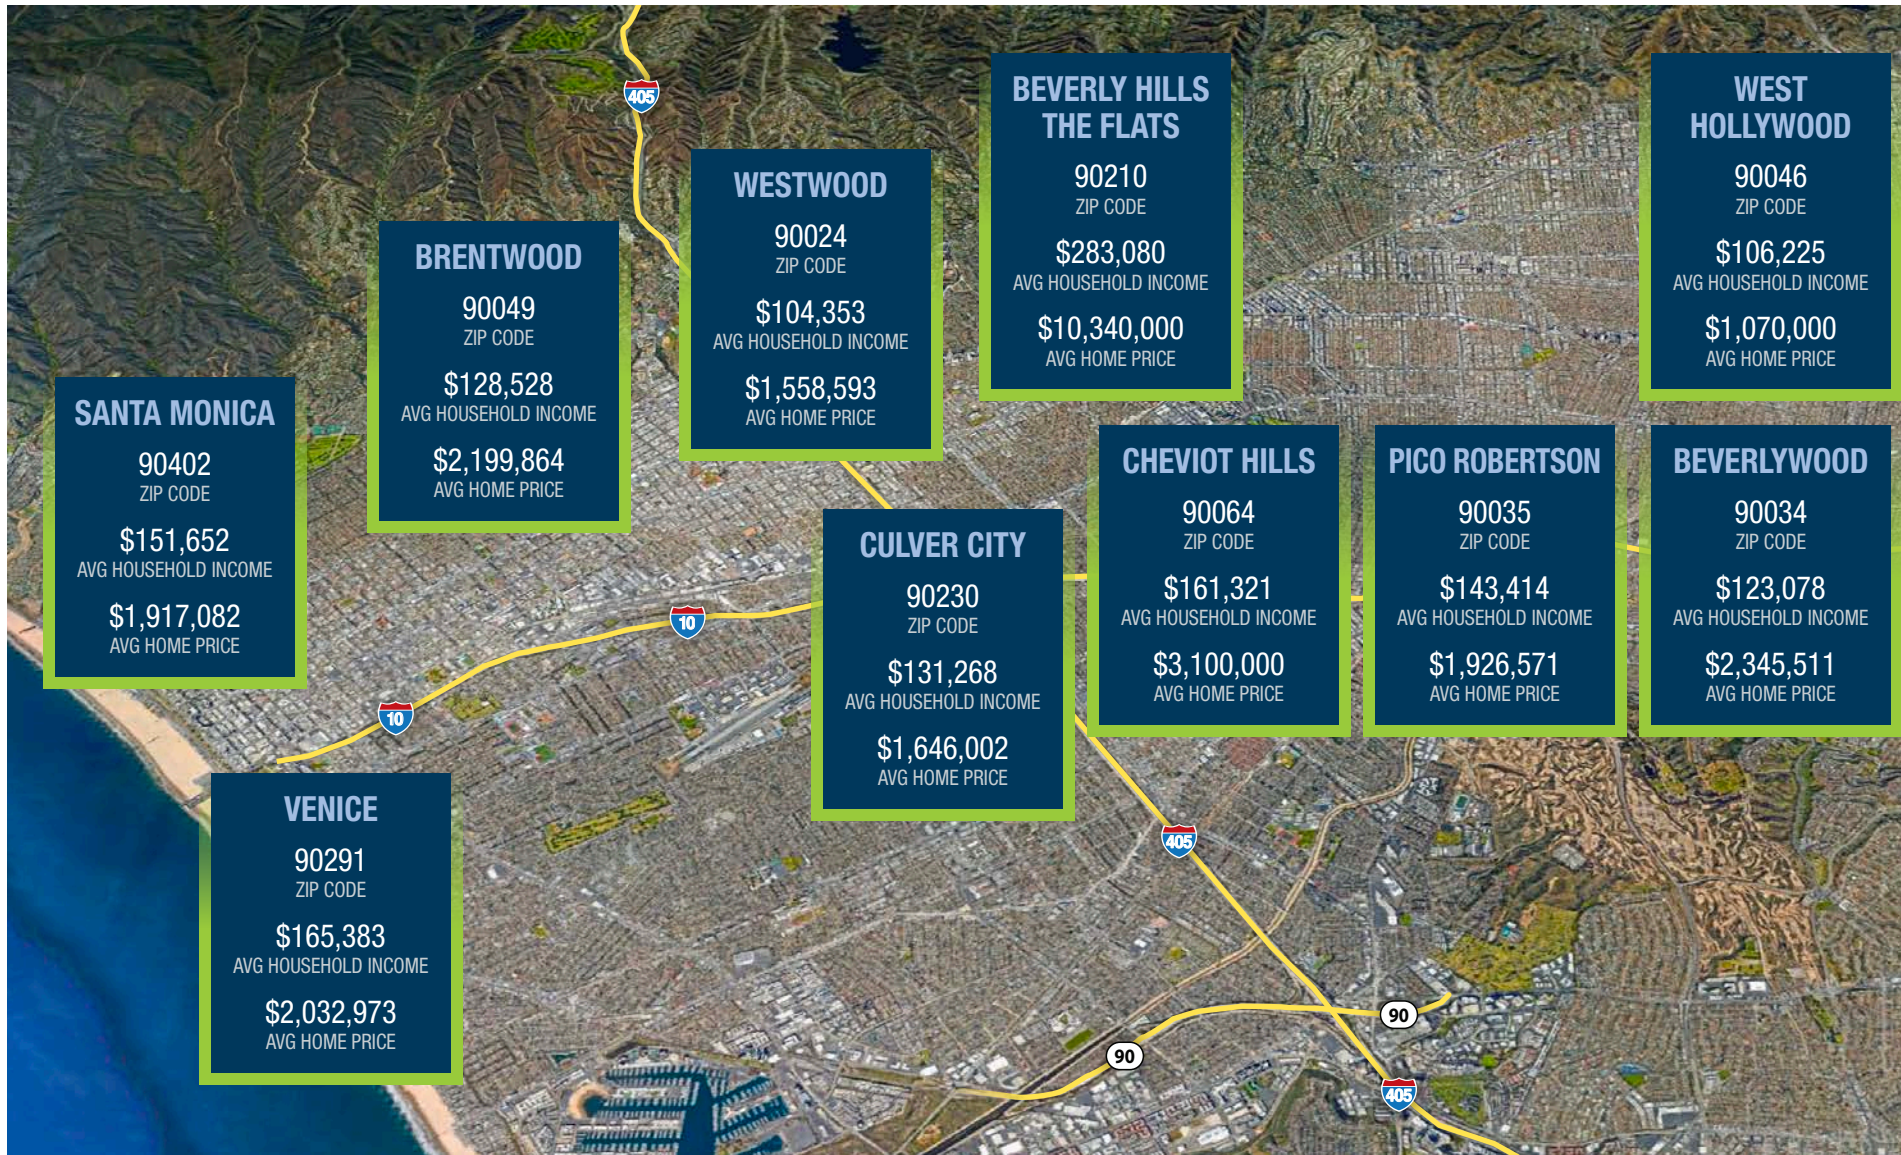 405
BEVERLY HILLS
THE FLATS
90210
ZIP CODE
$283,080
AVG HOUSEHOLD INCOME
$10,340,000
AVG HOME PRICE
WEST
HOLLYWOOD
90046
ZIP CODE
$106,225
AVG HOUSEHOLD INCOME
$1,070,000
AVG HOME PRICE
WESTWOOD
90024
ZIP CODE
$104,353
AVG HOUSEHOLD INCOME
$1,558,593
AVG HOME PRICE
BRENTWOOD
90049
ZIP CODE
$128,528
AVG HOUSEHOLD INCOME
$2,199,864
AVG HOME PRICE
SANTA MONICA
90402
ZIP CODE
$151,652
AVG HOUSEHOLD INCOME
$1,917,082
AVG HOME PRICE
CULVER CITY
90230
ZIP CODE
$131,268
AVG HOUSEHOLD INCOME
$1,646,002
AVG HOME PRICE
CHEVIOT HILLS
90064
ZIP CODE
$161,321
AVG HOUSEHOLD INCOME
$3,100,000
AVG HOME PRICE
PICO ROBERTSON
90035
ZIP CODE
$143,414
AVG HOUSEHOLD INCOME
$1,926,571
AVG HOME PRICE
BEVERLYWOOD
90034
ZIP CODE
$123,078
AVG HOUSEHOLD INCOME
$2,345,511
AVG HOME PRICE
10
10
VENICE
90291
ZIP CODE
$165,383
AVG HOUSEHOLD INCOME
$2,032,973
AVG HOME PRICE
405
90
90
405